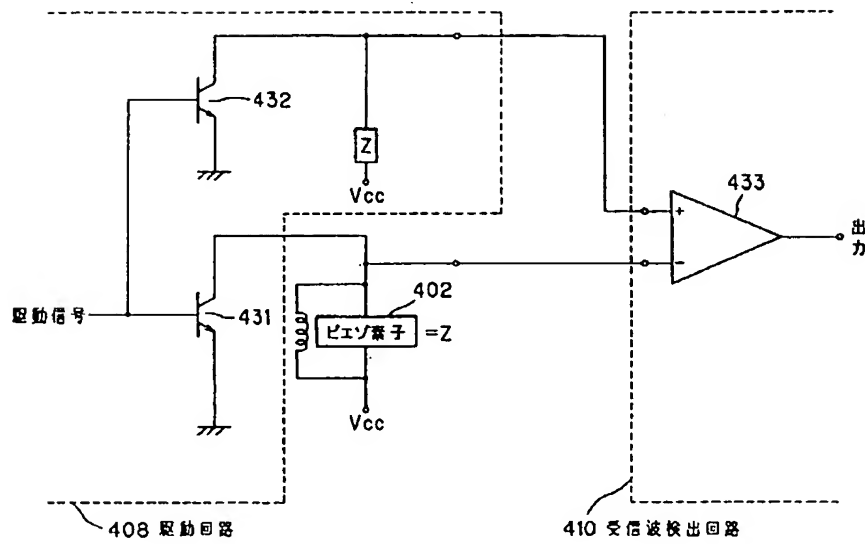 432
Z
Vcc
433
+
−
出力
402
駆動信号
431
ピエゾ素子
=Z
Vcc
408 駆動回路
410 受信波検出回路